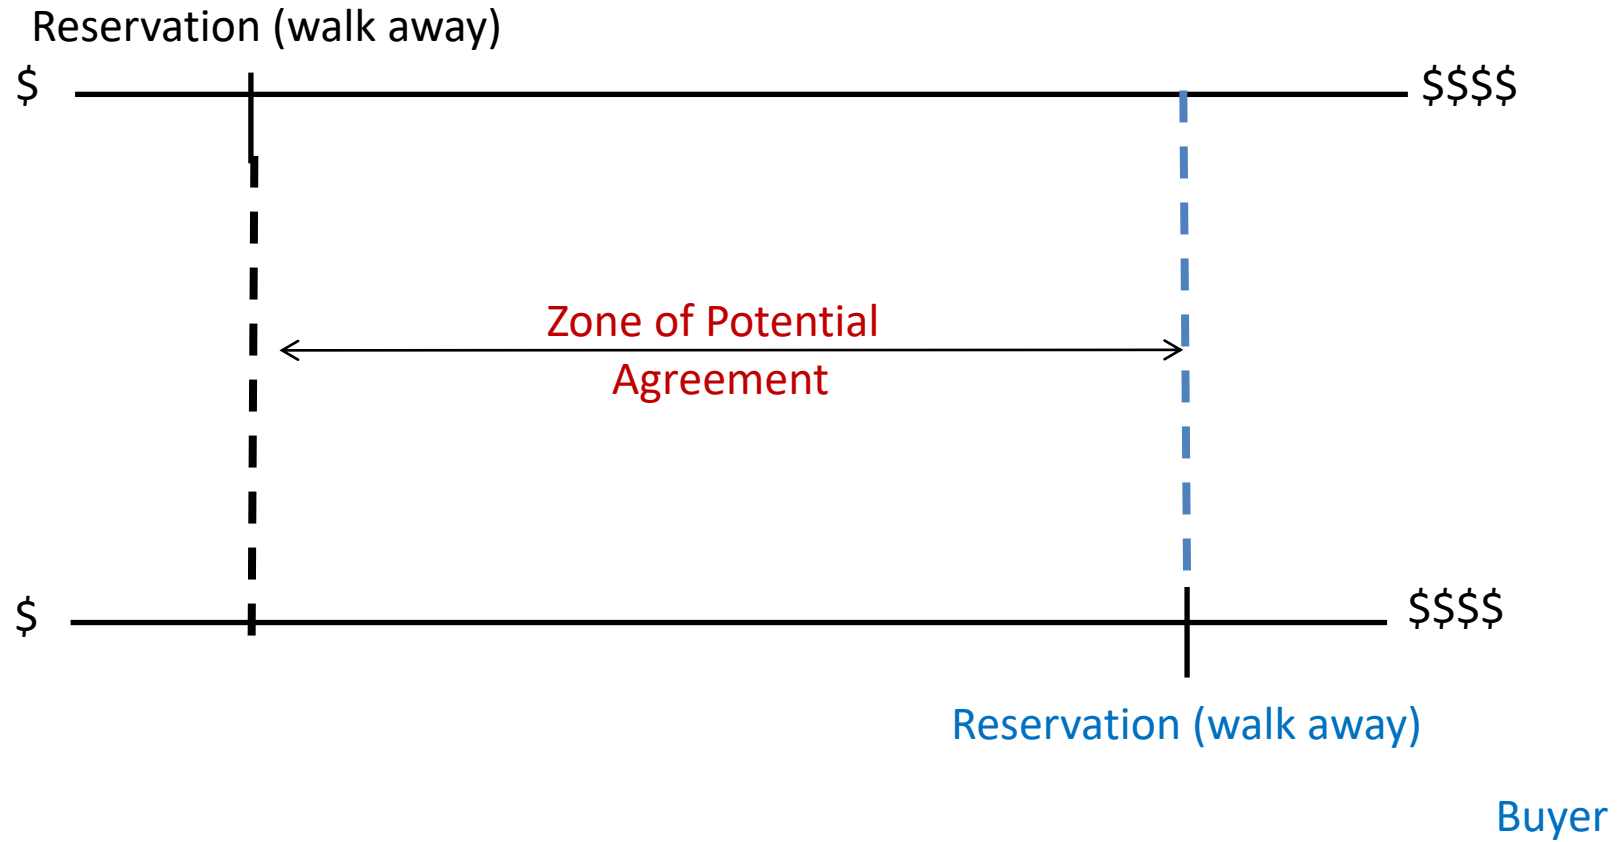 Reservation (walk away)
$
$$$$
Zone of Potential
Agreement
$
$$$$
Reservation (walk away)
Buyer